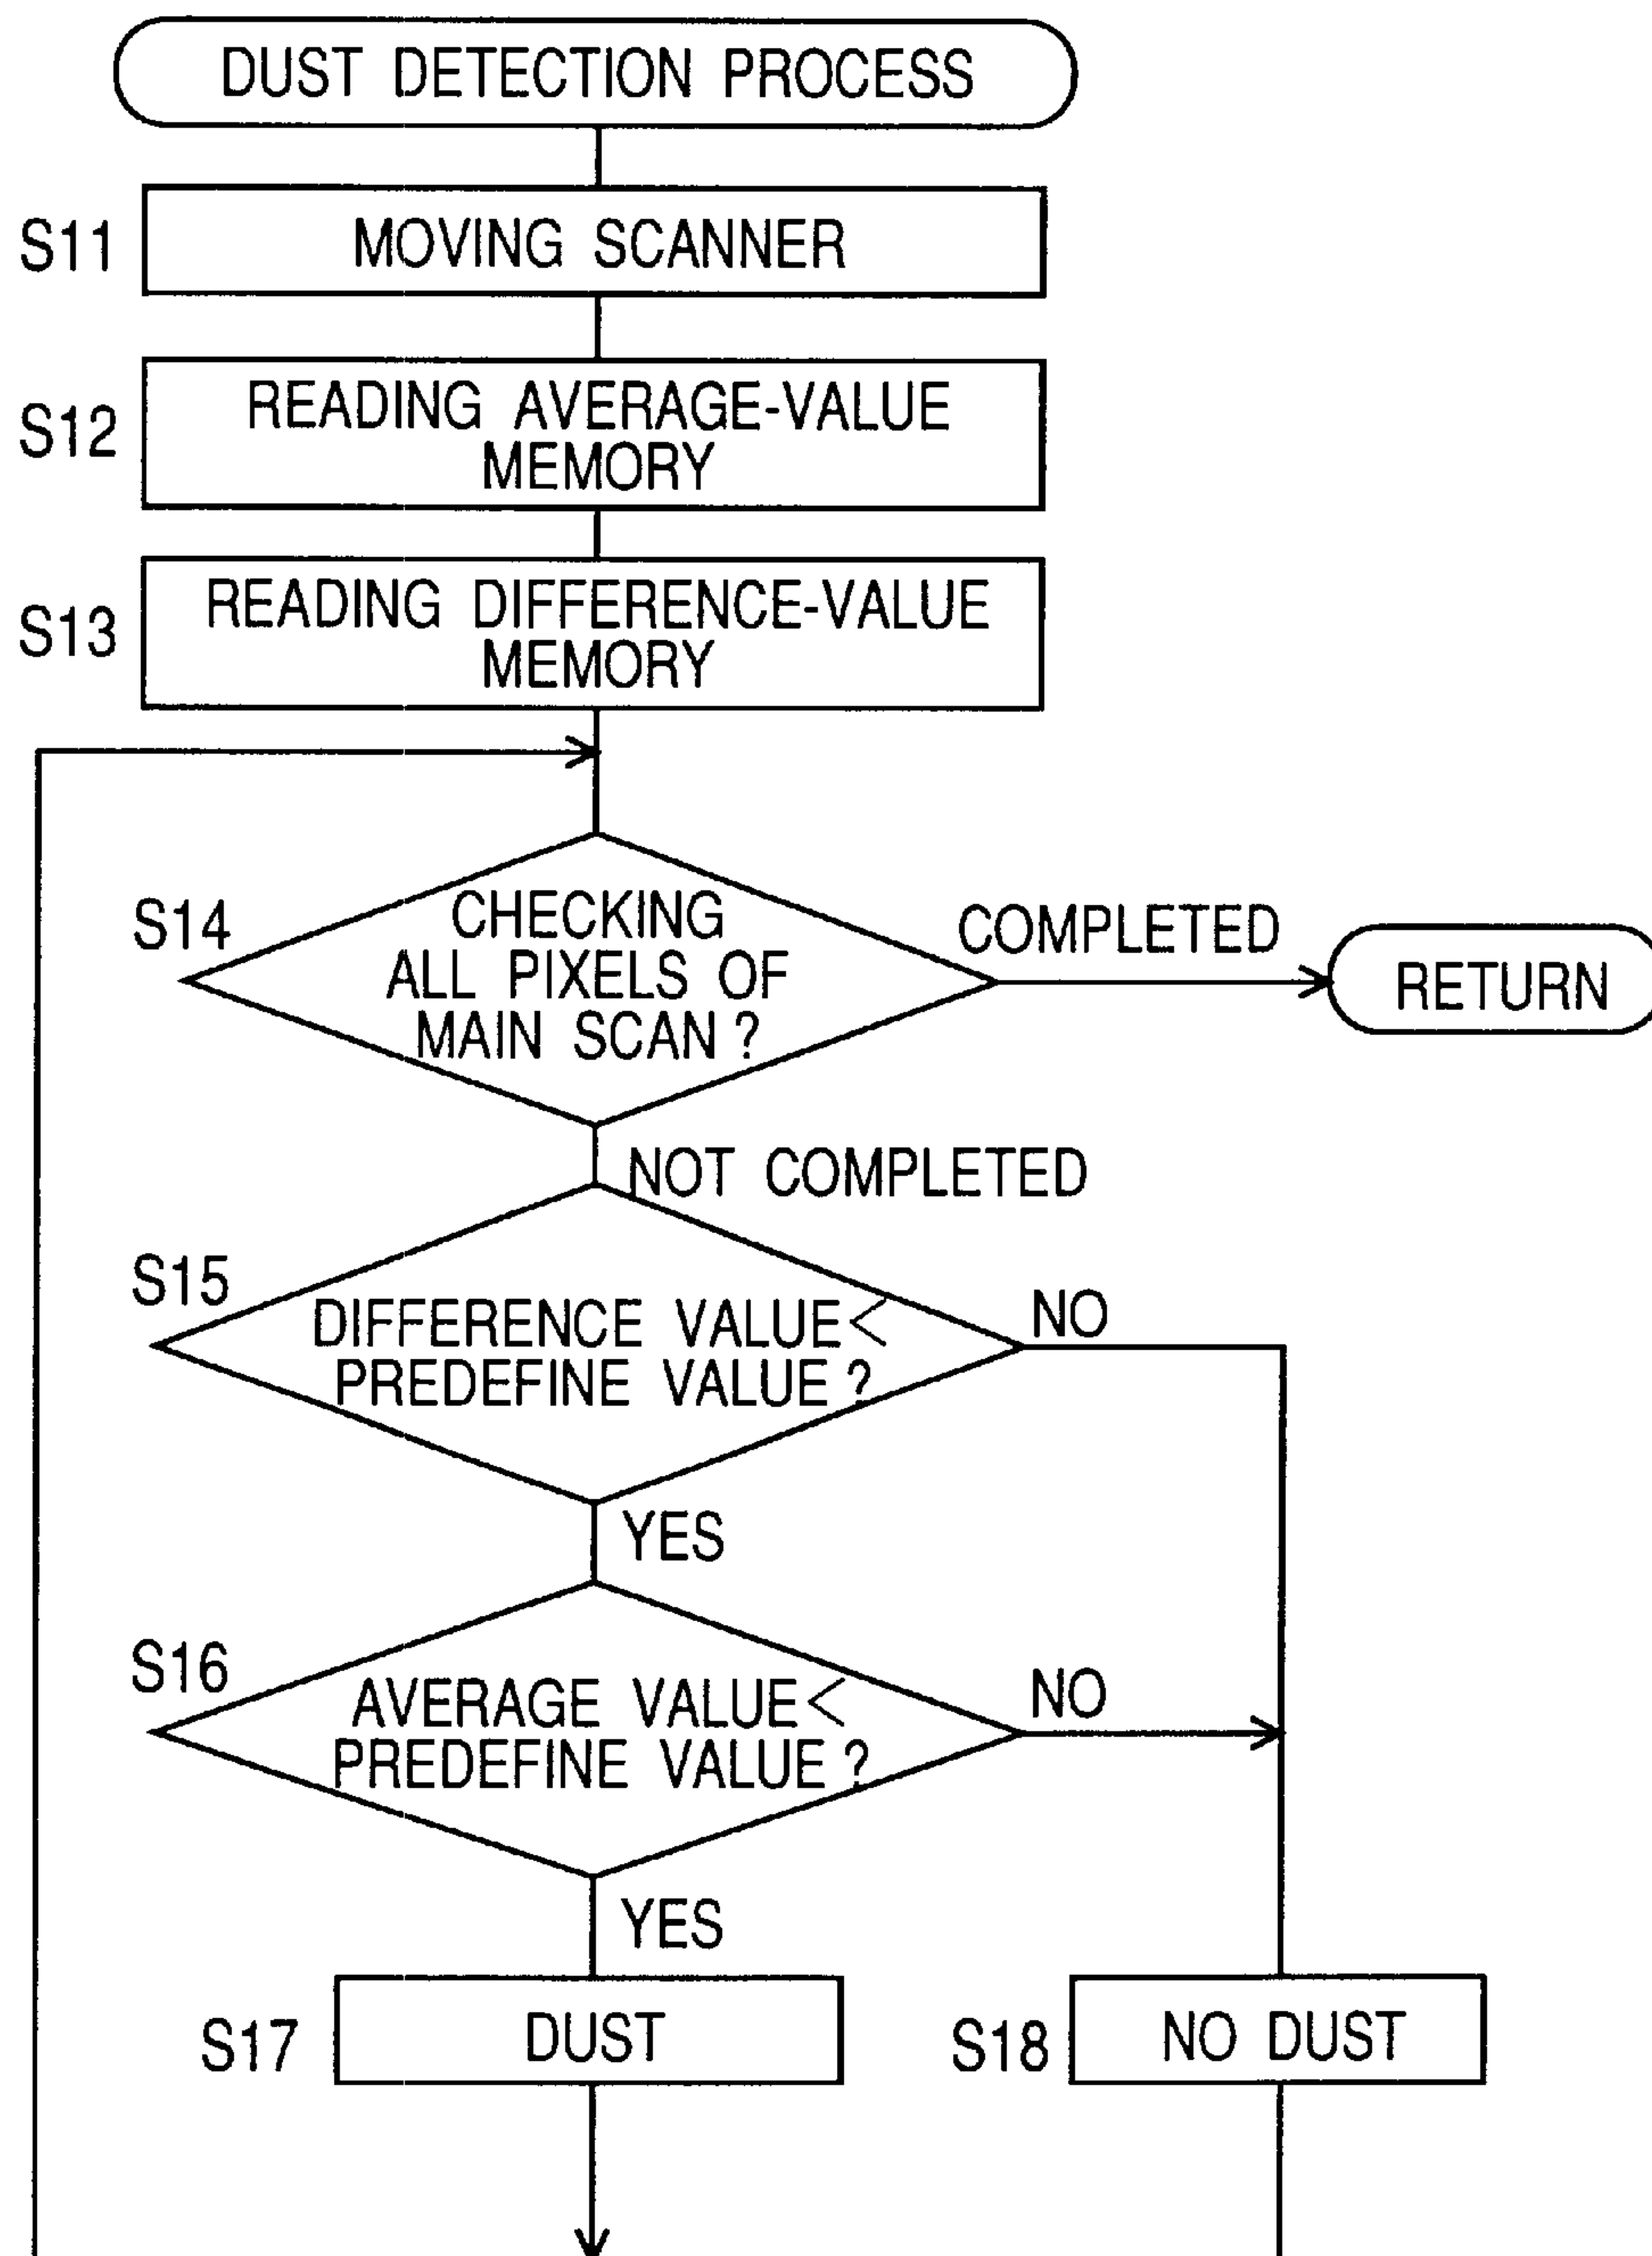 DUST DETECTION PROCESS
S11
MOVING SCANNER
S12
READING AVERAGE-VALUE
MEMORY
S13
READING DIFFERENCE-VALUE
MEMORY
S14
CHECKING
ALL PIXELS OF
MAIN SCAN ?
COMPLETED
RETURN
NOT COMPLETED
S15
DIFFERENCE VALUE<
PREDEFINE VALUE ?
NO
YES
S16
AVERAGE VALUE<
PREDEFINE VALUE ?
NO
YES
S17
DUST
S18
NO DUST